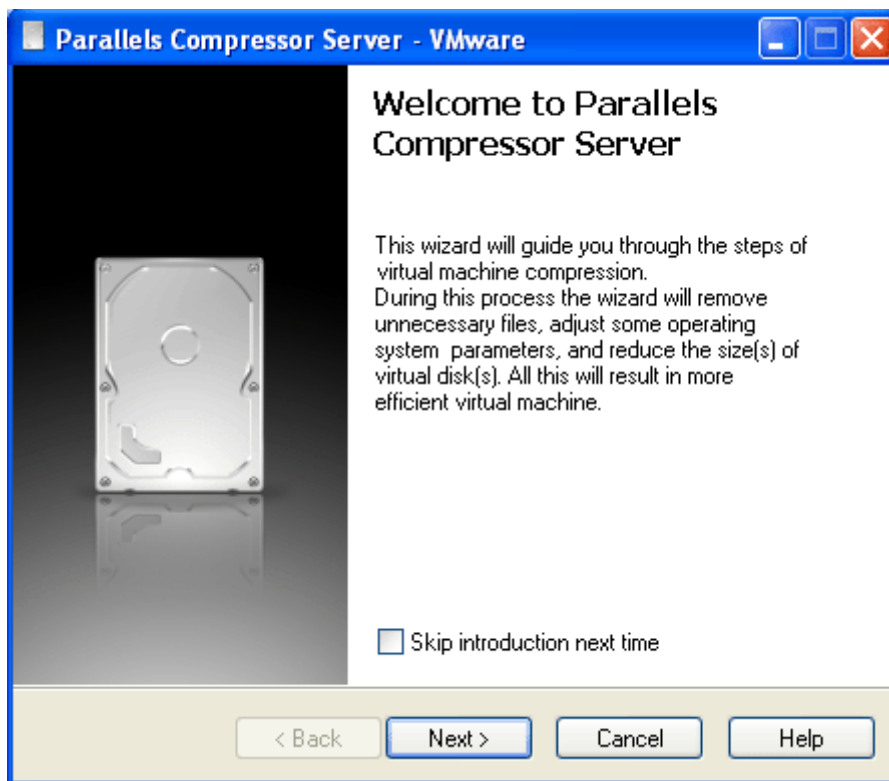 Parallels Compressor Server - VMware
Welcome to Parallels
Compressor Server
This wizard will guide you through the steps of
virtual machine compression.
During this process the wizard will remove
unnecessary files, adjust some operating
system  parameters, and reduce the size(s) of
virtual disk(s). All this will result in more
efficient virtual machine.
Skip introduction next time
< Back
Next >
Cancel
Help